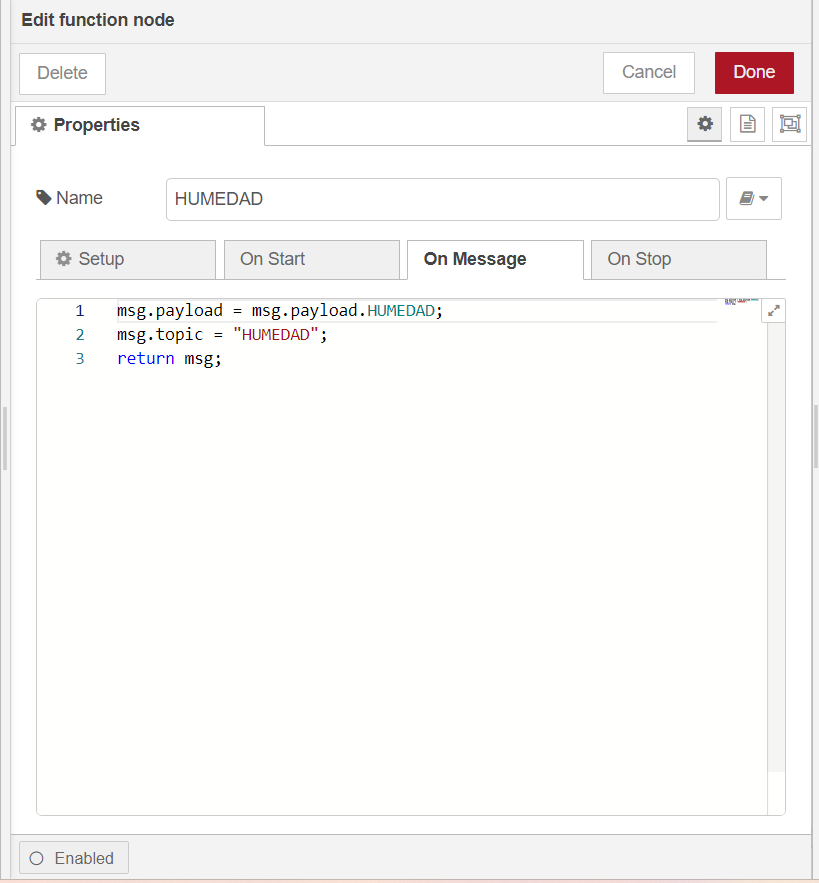 Edit function node
Delete
Cancel
Done
Properties
Name
HUMEDAD
Setup
On Start
On Message
On Stop
1 msg.payload = msg.payload.HUMEDAD;
2 msg.topic = "HUMEDAD";
3 return msg;
Enabled